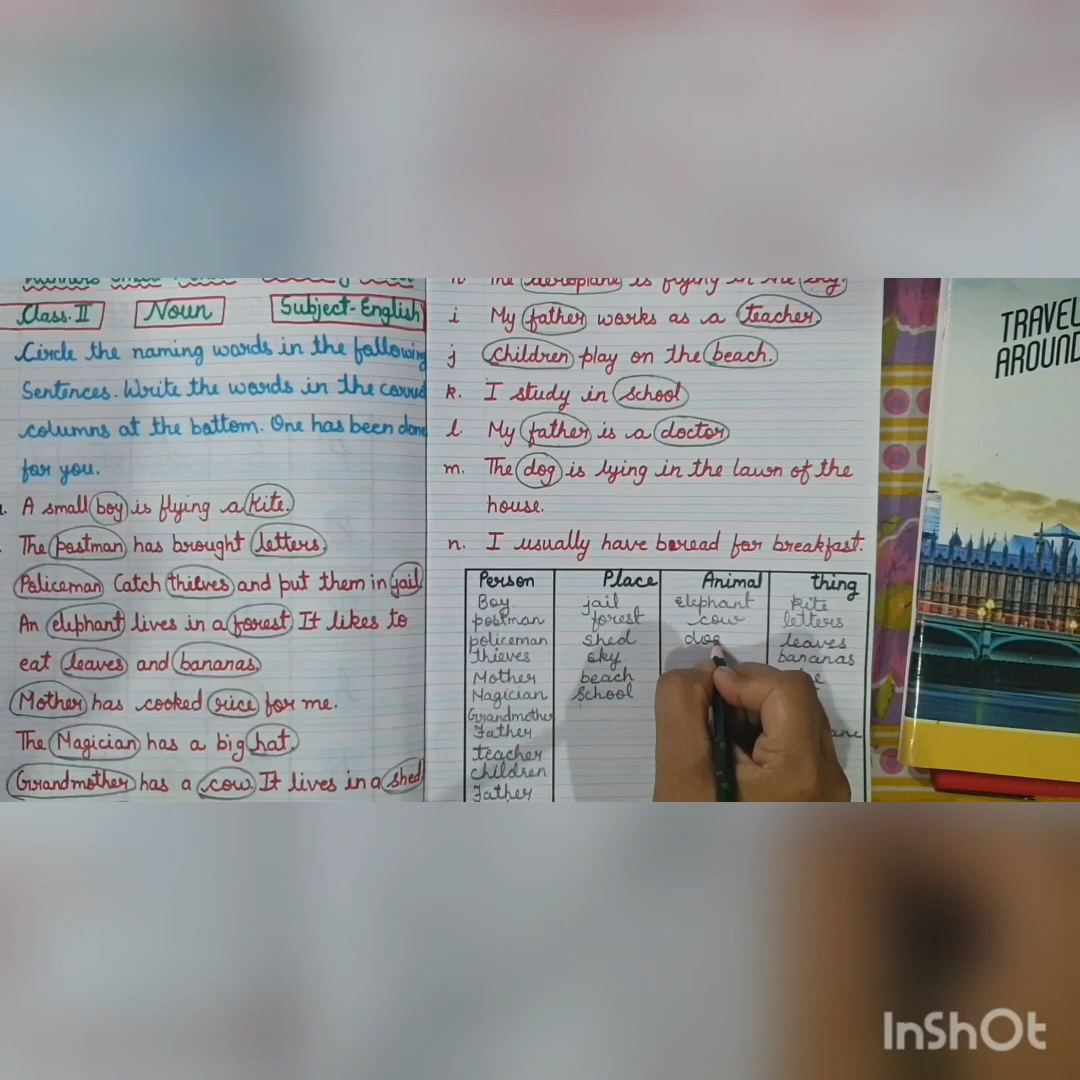 Class-II
Noun
Subject-English
Circle the naming words in the following
Sentences. Write the words in the
columns at the bottom. One has been done
for you.
A small boy is flying a kite.
The postman has brought letters.
Policeman Catch thieves and put them in jail
An elephant lives in a forest It likes to
eat leaves and bananas.
Mother has cooked rice for me.
The Magician has a big hat.
Grandmother has a cow. It lives in a shed
The aeroplane is flying in the sky.
i My father works as a teacher
j children play on the beach.
k. I study in school
l. My father is a doctor
m. The dog is lying in the lawn of the
house.
n. I usually have bread for breakfast.
Person Place Animal thing
Boy jail elephant kite
postman forest cow letters
policeman shed dog leaves
thieves sky bananas
Mother beach
Magician School
Grandmother
Father
teacher
children
Father
TRAVEL
AROUND
InShOt